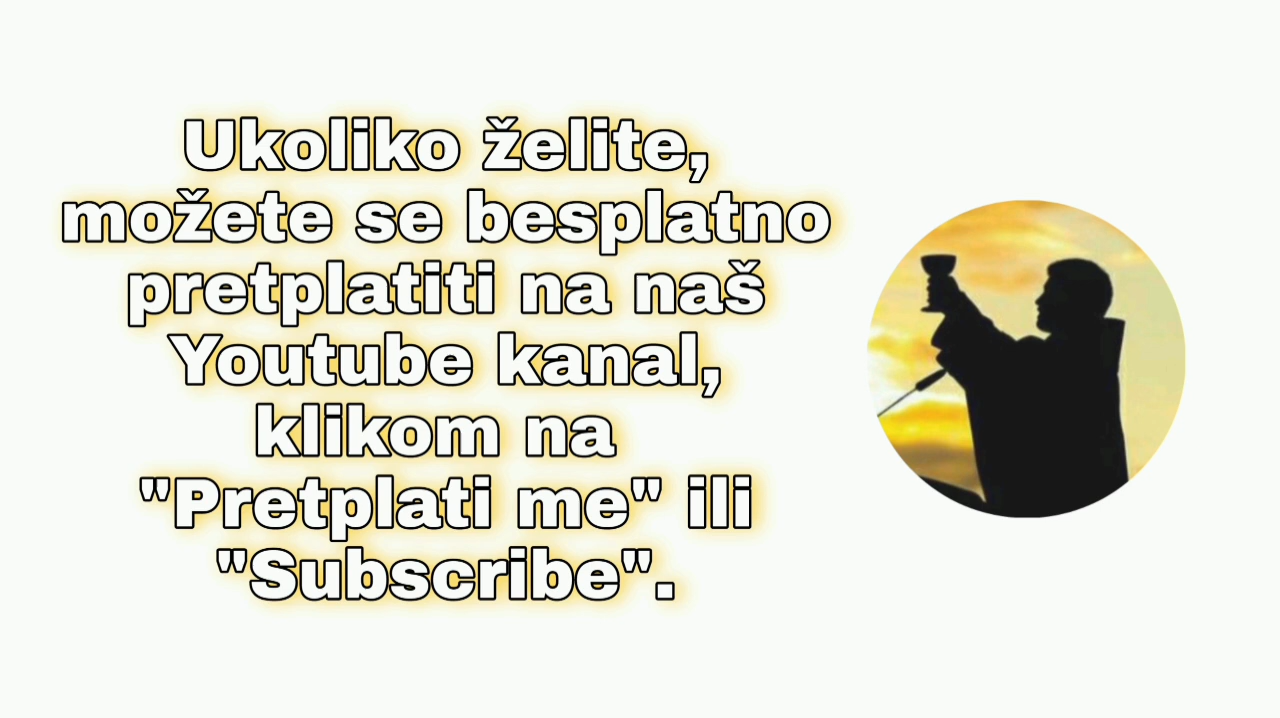 Ukoliko želite,
možete se besplatno
pretplatiti na naš
Youtube kanal,
klikom na
"Pretplati me" ili
"Subscribe".